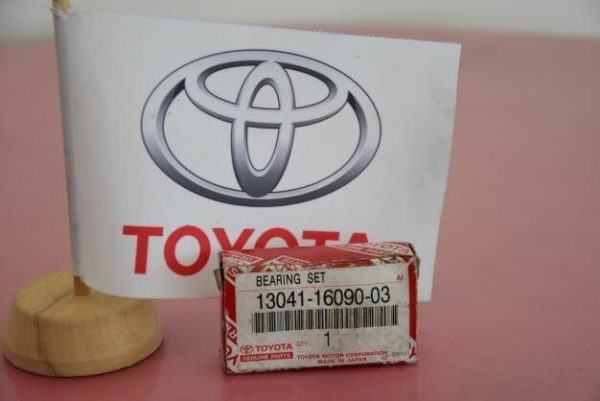 TOYOTA
BEARING SET
13041-16090-03
QTY. 1
TOYOTA
GENUINE PARTS
TOYOTA MOTOR CORPORATION
MADE IN JAPAN